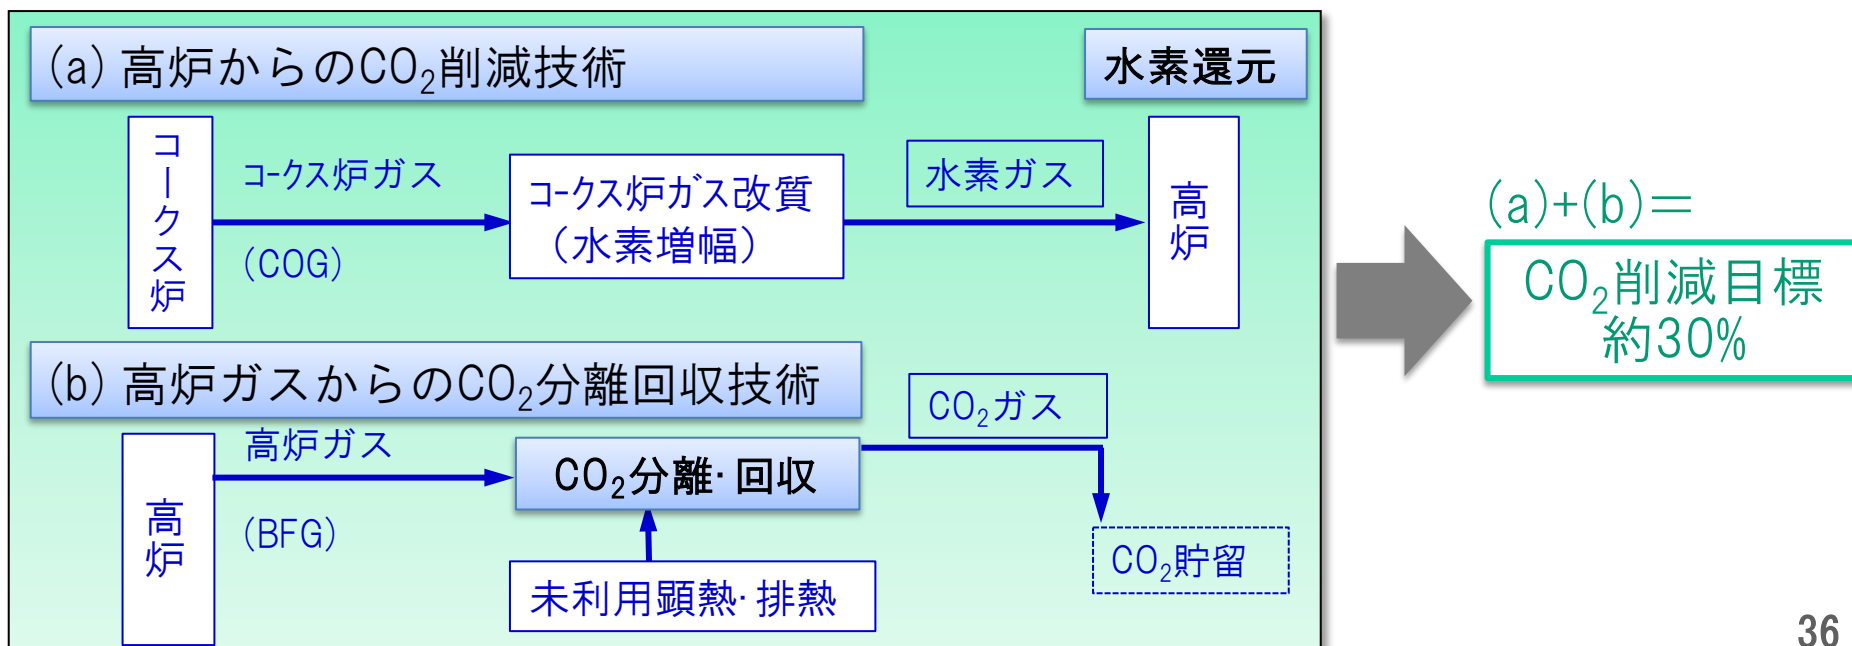 (a) 高炉からのCO₂削減技術
水素還元
コークス炉
コークス炉ガス
(COG)
コークス炉ガス改質
(水素増幅)
水素ガス
高炉
(b) 高炉ガスからのCO₂分離回収技術
高炉
高炉ガス
(BFG)
CO₂分離・回収
未利用顕熱・排熱
CO₂ガス
CO₂貯留
(a)+(b)=
CO₂削減目標
約30%
36